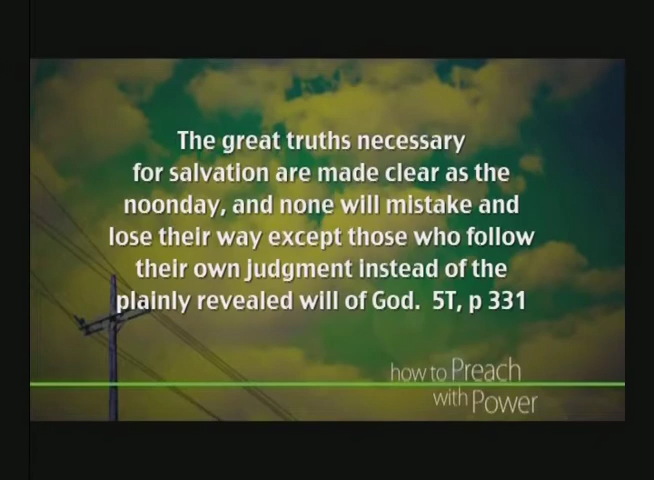 The great truths necessary
for salvation are made clear as the
noonday, and none will mistake and
lose their way except those who follow
their own judgment instead of the
plainly revealed will of God.  5T, p 331
how to Preach
with Power